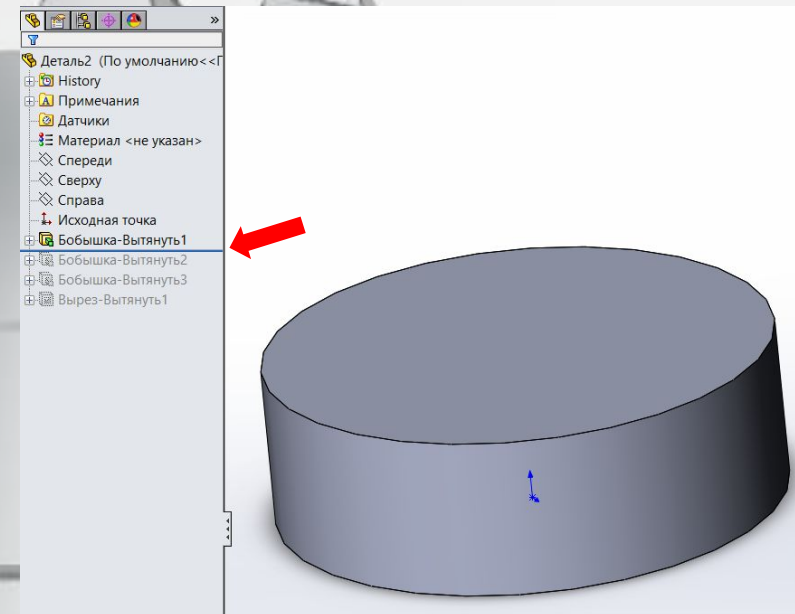 »
Деталь2 (По умолчанию<<П
History
Примечания
Датчики
Материал <не указан>
Спереди
Сверху
Справа
Исходная точка
Бобышка-Вытянуть1
Бобышка-Вытянуть2
Бобышка-Вытянуть3
Вырез-Вытянуть1